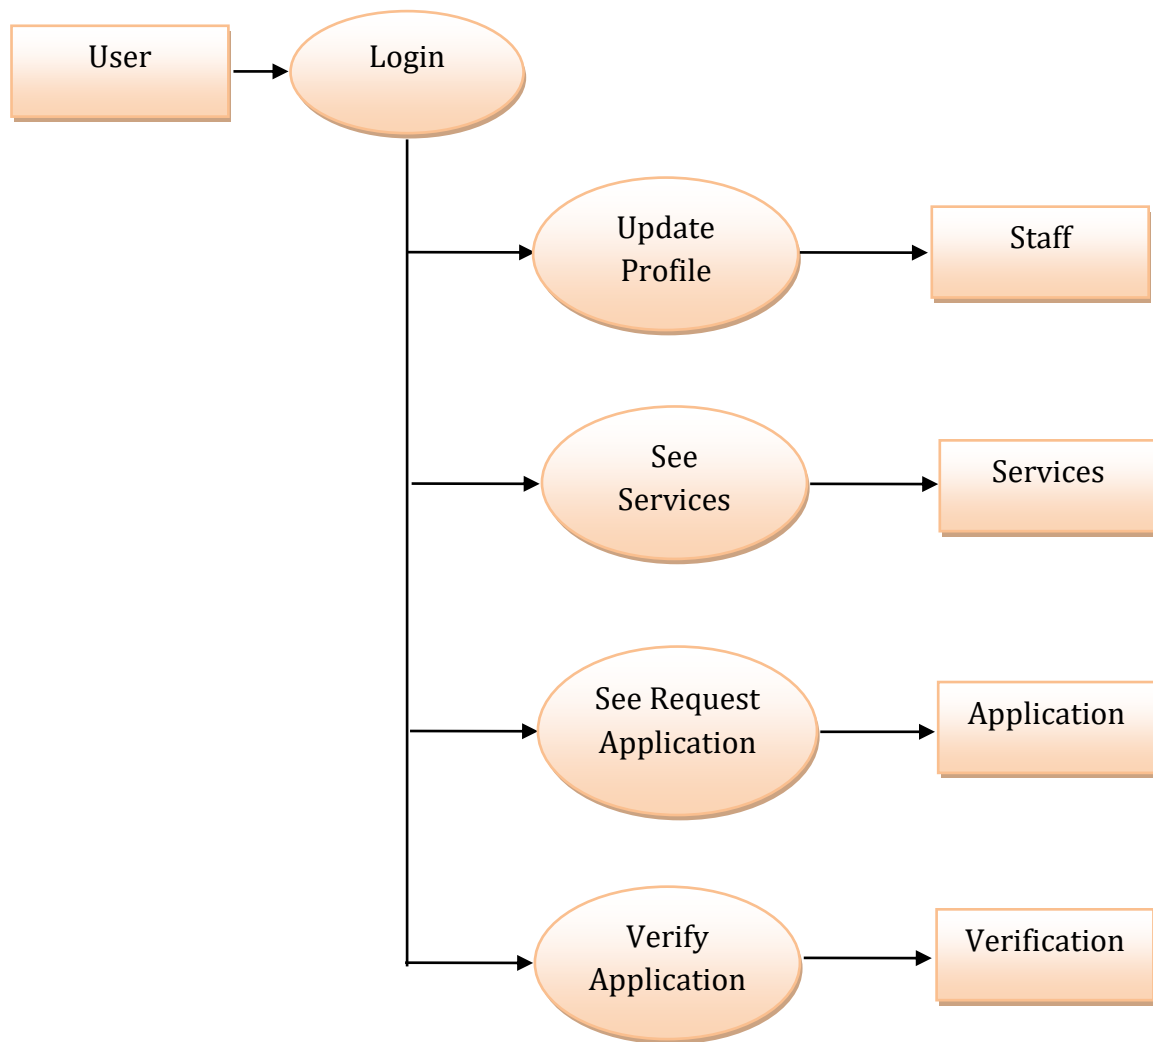 User
Login
Update
Profile
Staff
See
Services
Services
See Request
Application
Application
Verify
Application
Verification